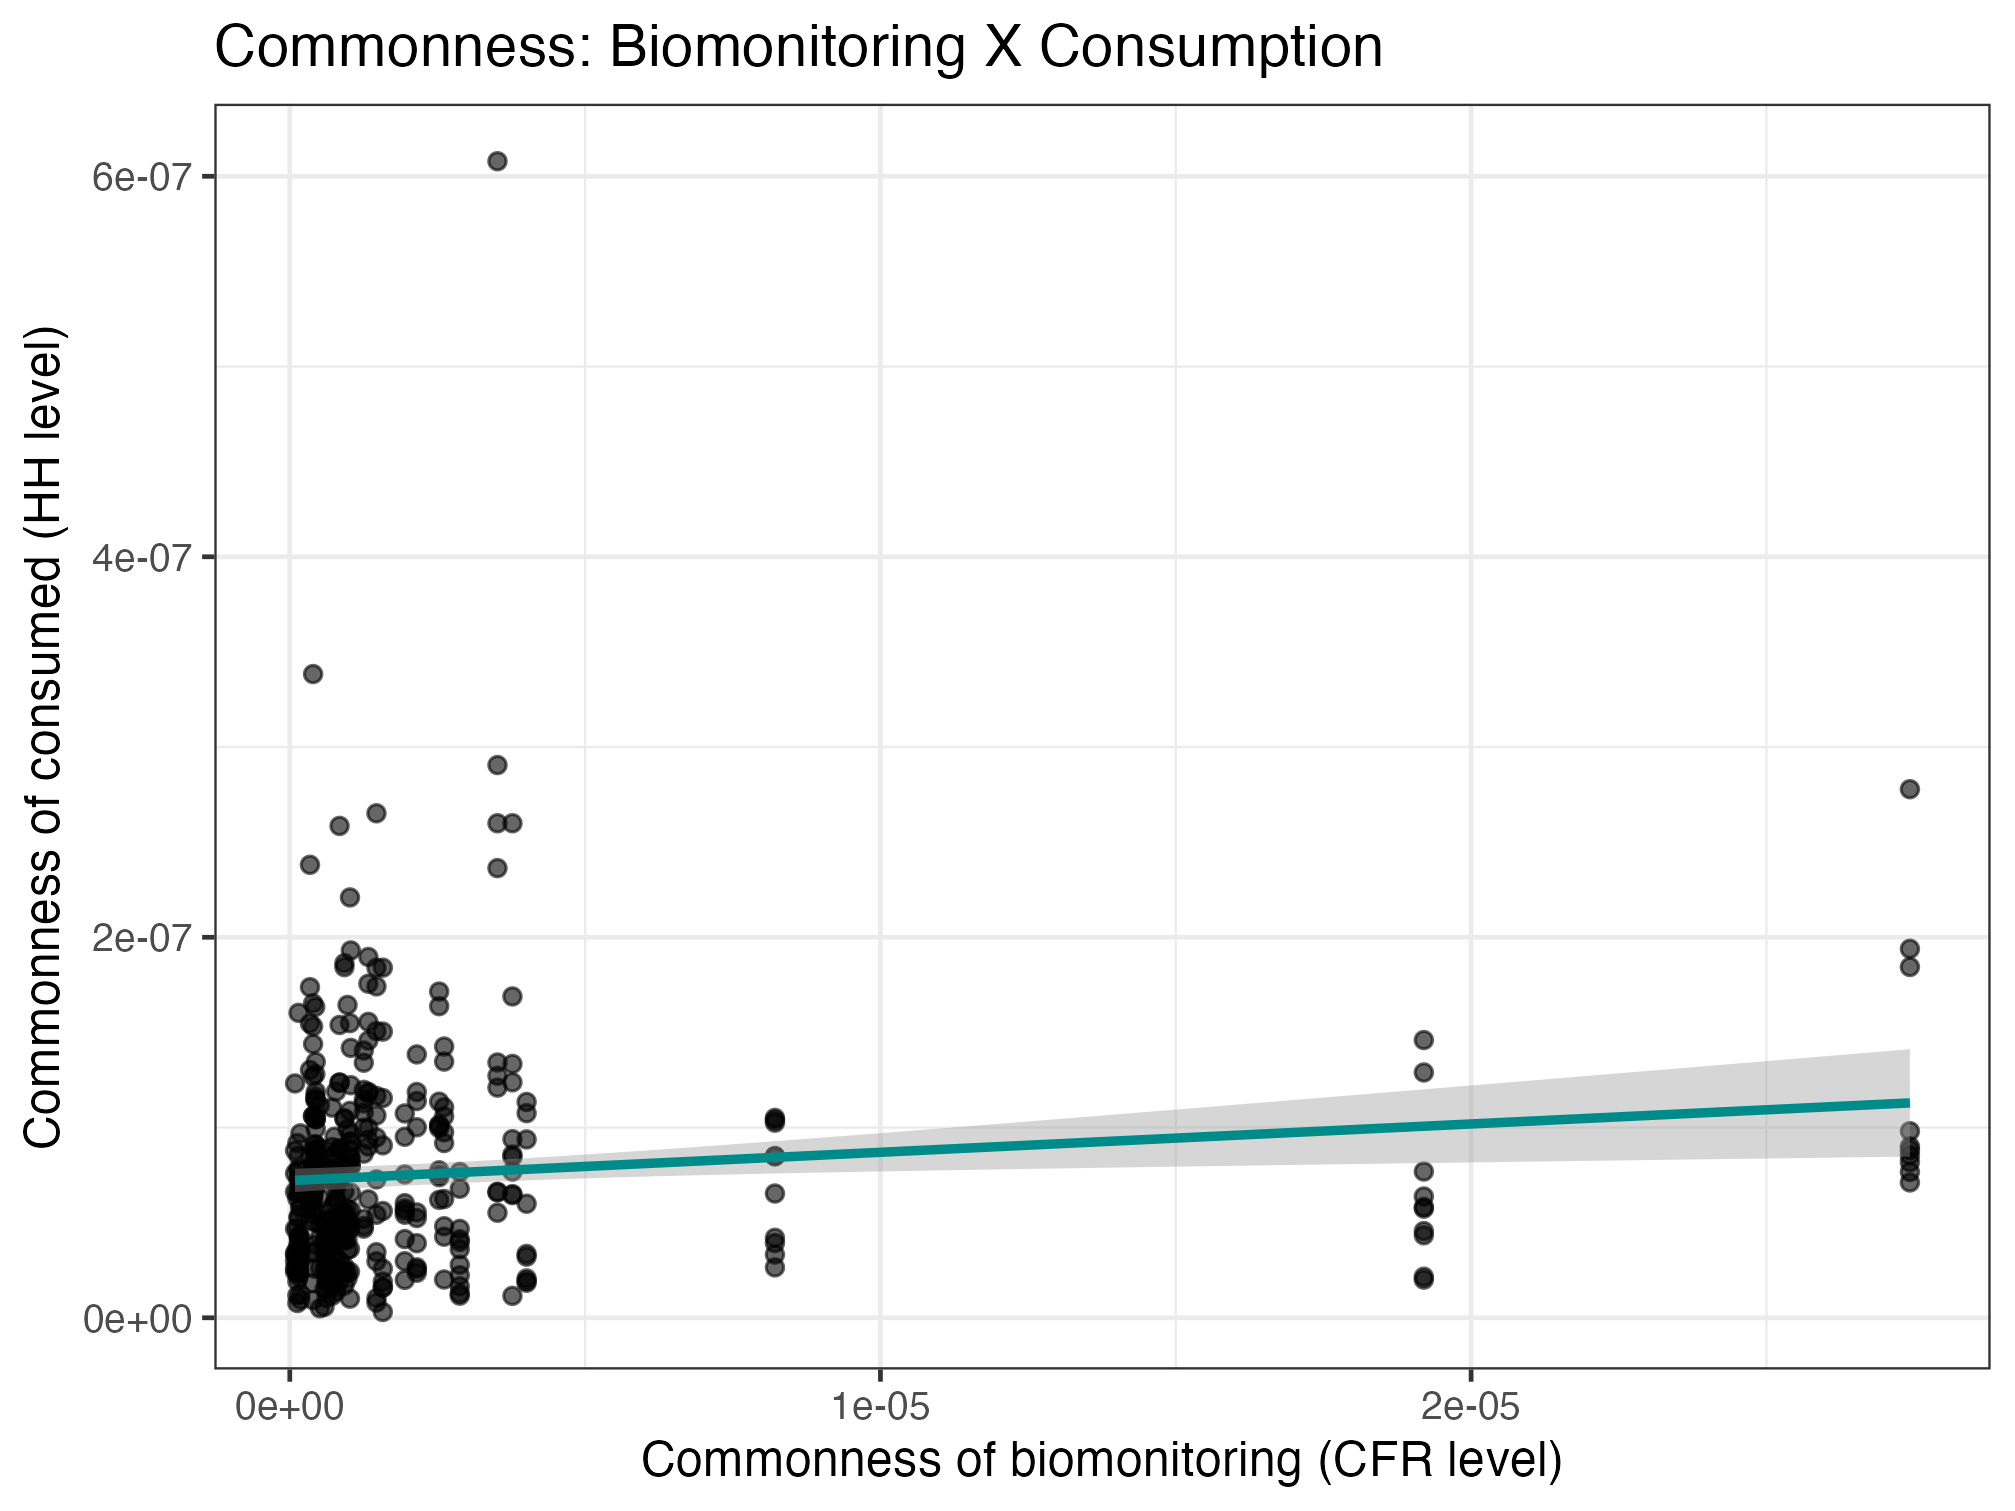 Commonness: Biomonitoring X Consumption
Commonness of consumed (HH level)
6e-07
4e-07
2e-07
0e+00
0e+00 1e-05 2e-05
Commonness of biomonitoring (CFR level)